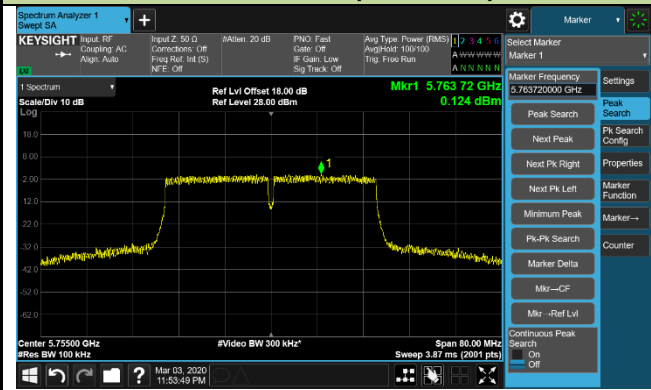 Spectrum Analyzer 1
Swept SA
Marker
KEYSIGHT
Input: RF
Coupling: AC
Align: Auto
Input Z: 50 Ω
Corrections: Off
Freq Ref: Int (S)
NFE: Off
#Atten: 20 dB
PNO: Fast
Gate: Off
IF Gain: Low
Sig Track: Off
Avg Type: Power (RMS)
Avg|Hold: 100/100
Trig: Free Run
1 2 3 4 5 6
A W W W W W
A N N N N N
LXI
Select Marker
Marker 1
1 Spectrum
Scale/Div 10 dB
Log
Ref Lvl Offset 18.00 dB
Ref Level 28.00 dBm
Mkr1 5.763 72 GHz
0.124 dBm
18.0
8.00
-2.00
-12.0
-22.0
-32.0
-42.0
-52.0
-62.0
1
Center 5.75500 GHz
#Res BW 100 kHz
#Video BW 300 kHz*
Span 80.00 MHz
Sweep 3.87 ms (2001 pts)
Marker Frequency
5.763720000 GHz
Peak Search
Next Peak
Next Pk Right
Next Pk Left
Minimum Peak
Pk-Pk Search
Marker Delta
Mkr→CF
Mkr→Ref Lvl
Continuous Peak
Search
On
Off
Settings
Peak
Search
Pk Search
Config
Properties
Marker
Function
Marker→
Counter
Mar 03, 2020
11:53:49 PM